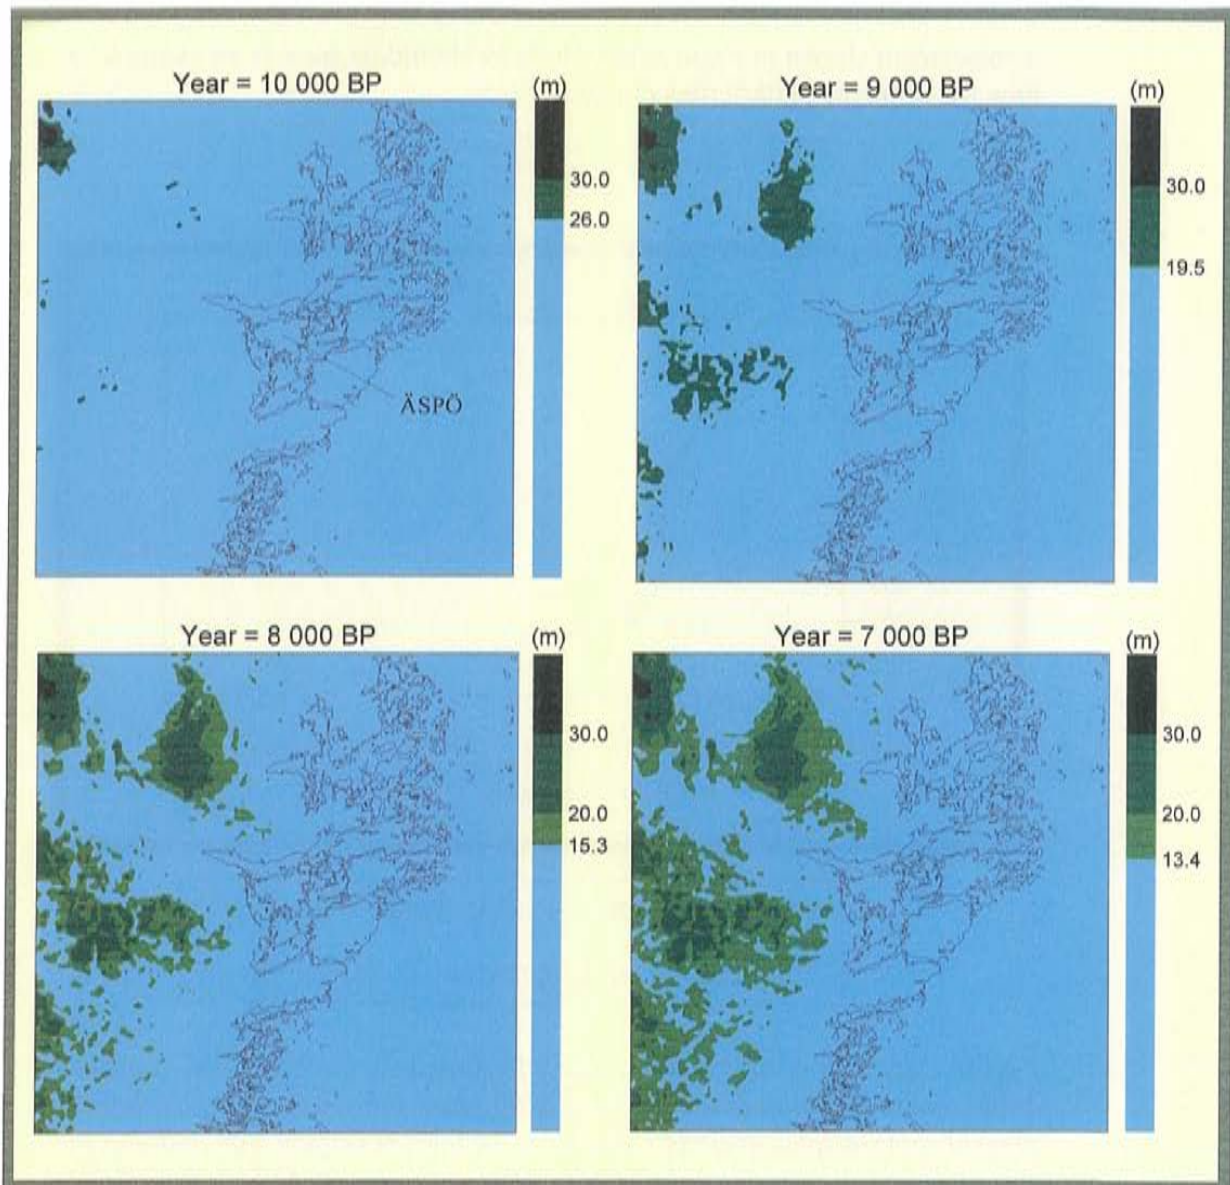 Year = 10 000 BP
(m)
30.0
26.0
ÄSPÖ
Year = 9 000 BP
(m)
30.0
19.5
Year = 8 000 BP
(m)
30.0
20.0
15.3
Year = 7 000 BP
(m)
30.0
20.0
13.4